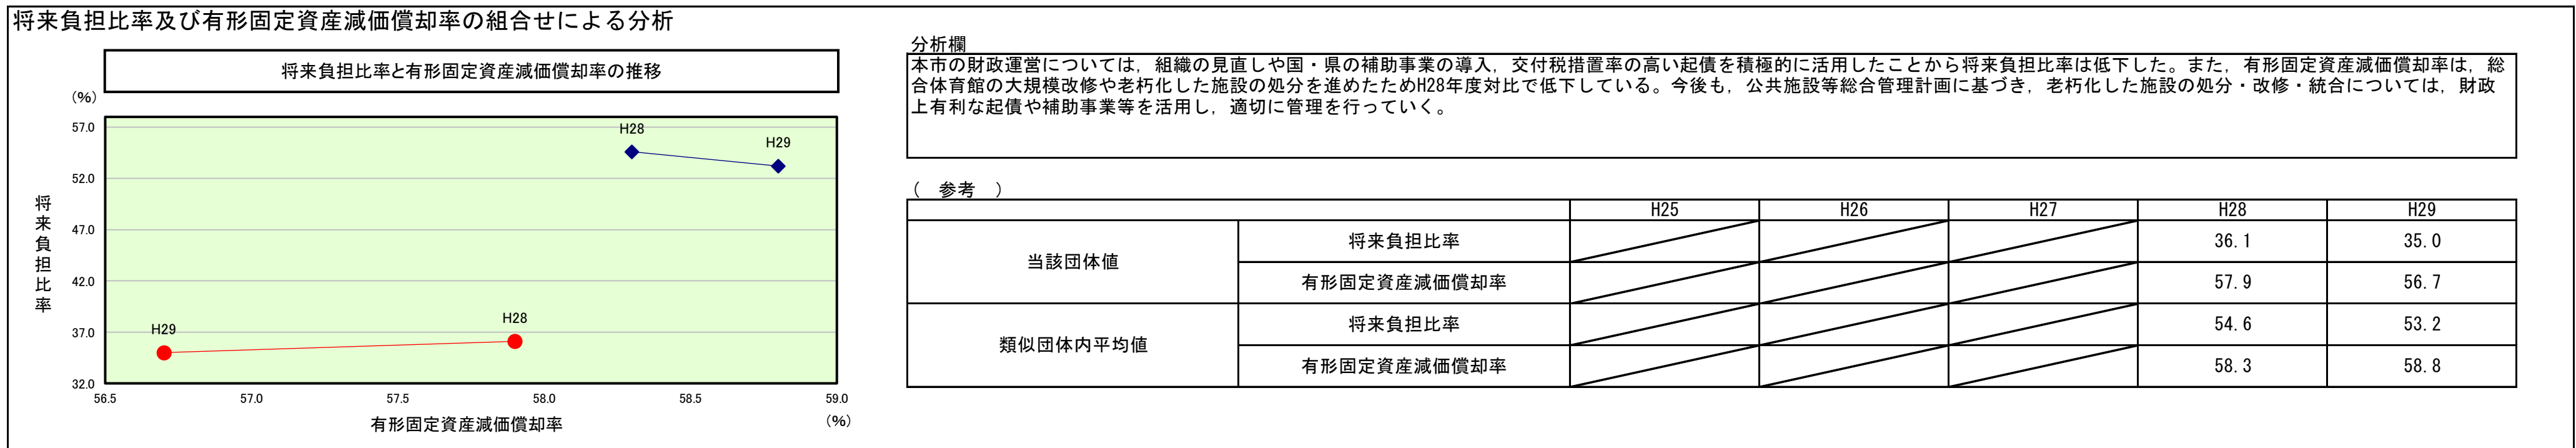 将来負担比率及び有形固定資産減価償却率の組合せによる分析
将来負担比率と有形固定資産減価償却率の推移
(%)
57.0
52.0
47.0
42.0
37.0
32.0
将来負担比率
H28
H29
H29
H28
56.5 57.0 57.5 58.0 58.5 59.0
有形固定資産減価償却率
(%)
分析欄
本市の財政運営については，組織の見直しや国・県の補助事業の導入，交付税措置率の高い起債を積極的に活用したことから将来負担比率は低下した。また，有形固定資産減価償却率は，総
合体育館の大規模改修や老朽化した施設の処分を進めたためH28年度対比で低下している。今後も，公共施設等総合管理計画に基づき，老朽化した施設の処分・改修・統合については，財政
上有利な起債や補助事業等を活用し，適切に管理を行っていく。
（　参考　）
H25 H26 H27 H28 H29
当該団体値
将来負担比率 36.1 35.0
有形固定資産減価償却率 57.9 56.7
類似団体内平均値
将来負担比率 54.6 53.2
有形固定資産減価償却率 58.3 58.8